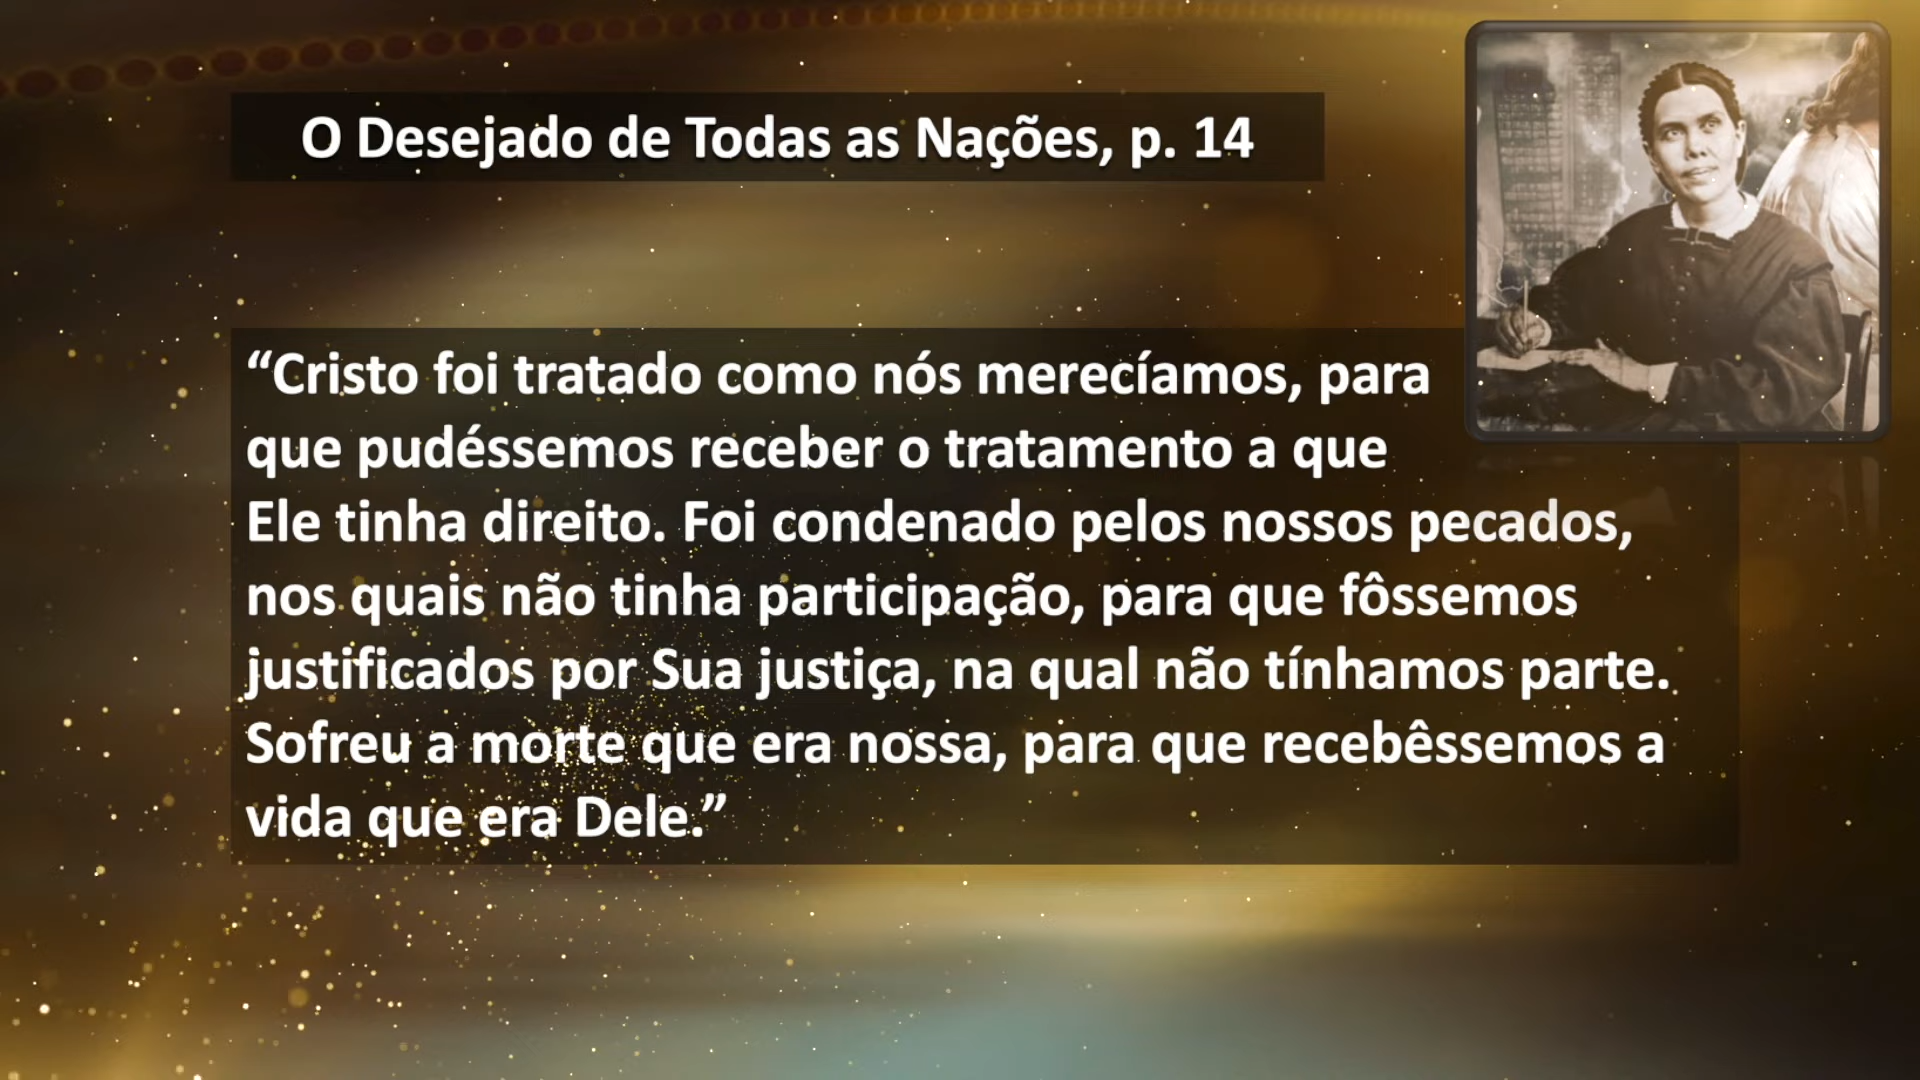 O Desejado de Todas as Nações, p. 14
“Cristo foi tratado como nós merecíamos, para
que pudéssemos receber o tratamento a que
Ele tinha direito. Foi condenado pelos nossos pecados,
nos quais não tinha participação, para que fôssemos
justificados por Sua justiça, na qual não tínhamos parte.
Sofreu a morte que era nossa, para que recebêssemos a
vida que era Dele.”